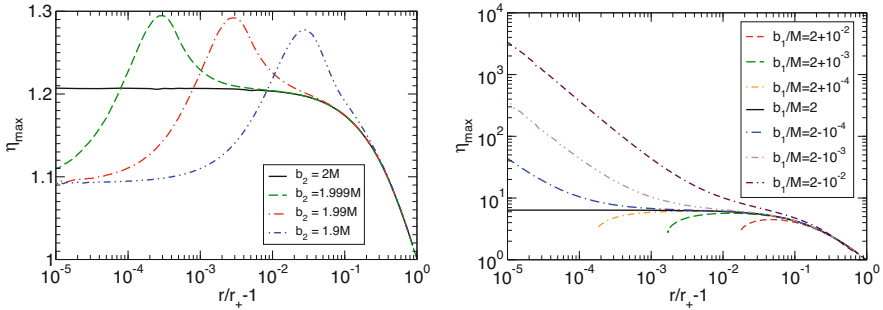 1.3
1.2
1.1
1
η_max
10^-5 10^-4 10^-3 10^-2 10^-1 10^0
r/r_+-1
b_2 = 2M
b_2 = 1.999M
b_2 = 1.99M
b_2 = 1.9M
10^4
10^3
10^2
10^1
10^0
η_max
10^-5 10^-4 10^-3 10^-2 10^-1 10^0
r/r_+-1
b_1/M=2+10^-2
b_1/M=2+10^-3
b_1/M=2+10^-4
b_1/M=2
b_1/M=2-10^-4
b_1/M=2-10^-3
b_1/M=2-10^-2